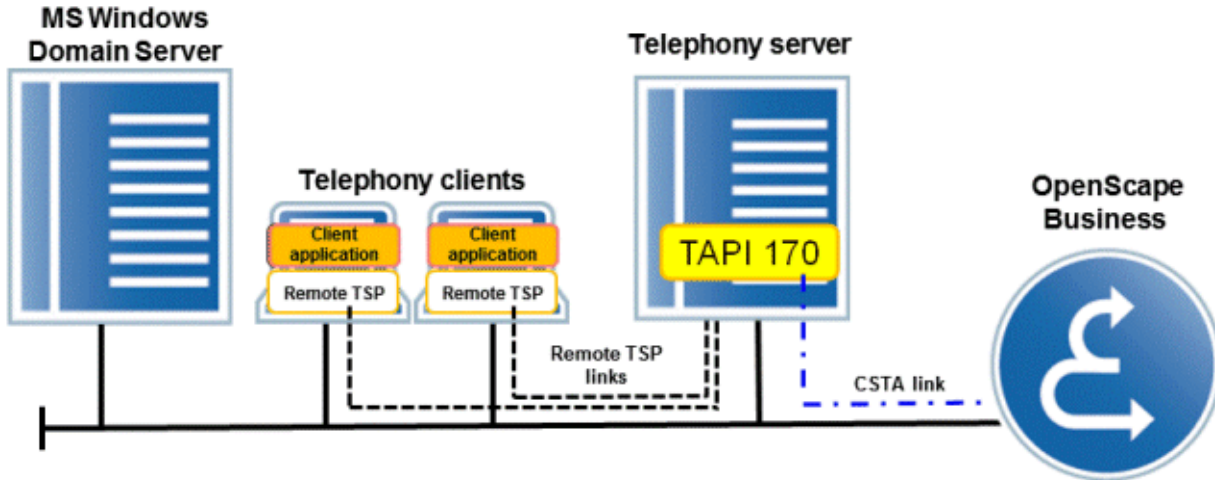 MS Windows
Domain Server
Telephony server
Telephony clients
OpenScape
Business
Client
application
Client
application
TAPI 170
Remote TSP
Remote TSP
Remote TSP
links
CSTA link